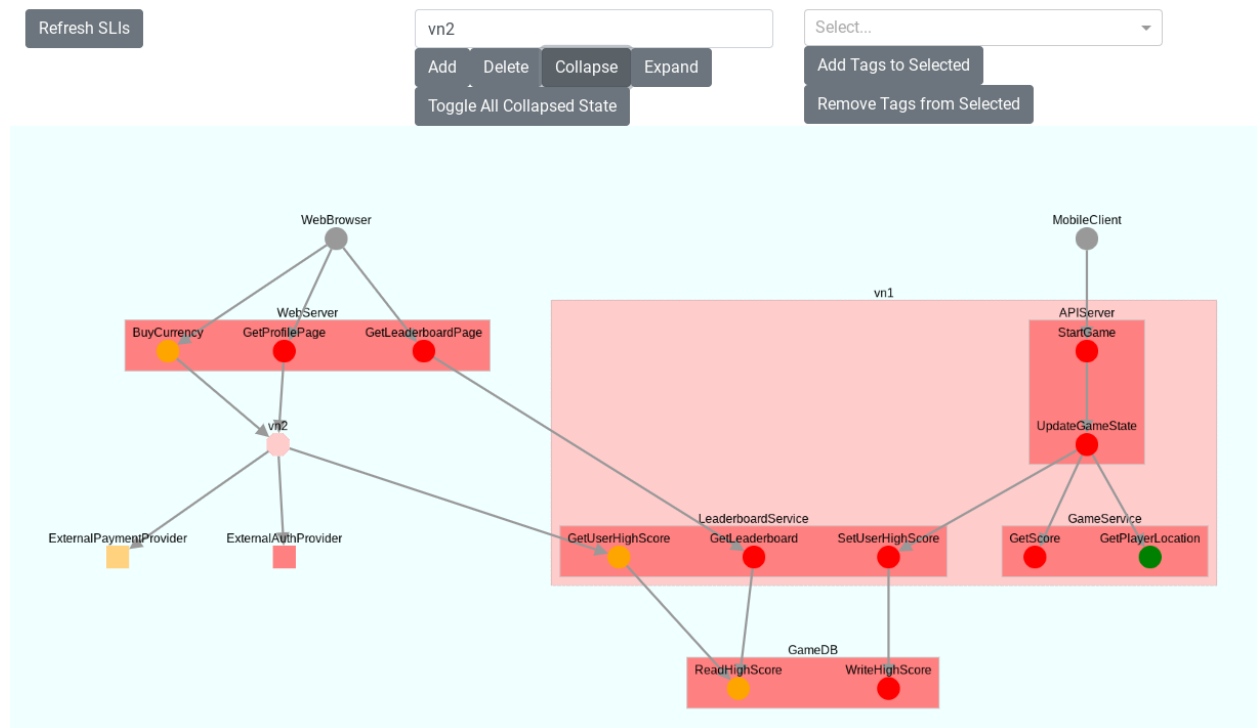 Refresh SLIs
vn2
Select...
Add
Delete
Collapse
Expand
Add Tags to Selected
Toggle All Collapsed State
Remove Tags from Selected
WebBrowser
MobileClient
vn1
WebServer
APIServer
BuyCurrency
GetProfilePage
GetLeaderboardPage
StartGame
vn2
UpdateGameState
LeaderboardService
GameService
ExternalPaymentProvider
ExternalAuthProvider
GetUserHighScore
GetLeaderboard
SetUserHighScore
GetScore
GetPlayerLocation
GameDB
ReadHighScore
WriteHighScore